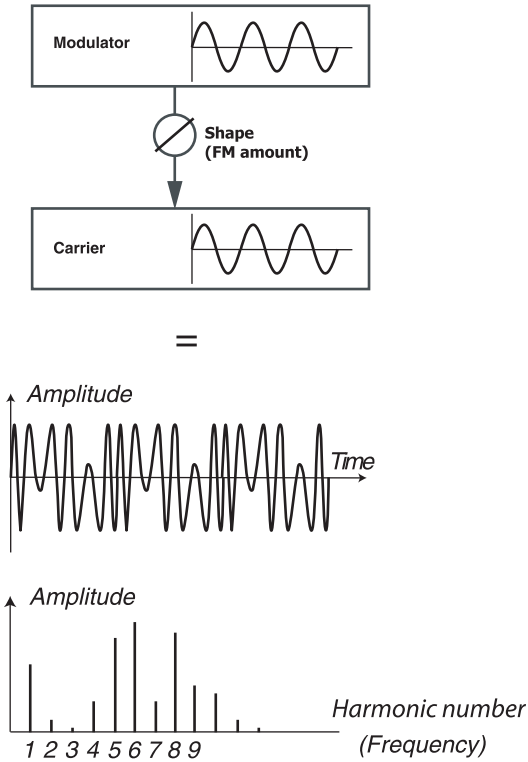 Modulator
Shape
(FM amount)
Carrier
=
Amplitude
Time
Amplitude
1 2 3 4 5 6 7 8 9
Harmonic number
(Frequency)